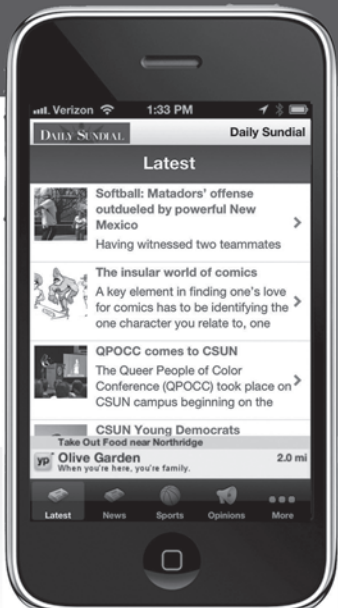 Verizon 1:33 PM
DAILY SUNDIAL Daily Sundial
Latest
Softball: Matadors' offense
outdueled by powerful New
Mexico
Having witnessed two teammates
The insular world of comics
A key element in finding one's love
for comics has to be identifying the
one character you relate to, one
QPOCC comes to CSUN
The Queer People of Color
Conference (QPOCC) took place on
CSUN campus beginning on the
CSUN Young Democrats
Take Out Food near Northridge
yp Olive Garden 2.0 mi
When you're here, you're family.
Latest News Sports Opinions More